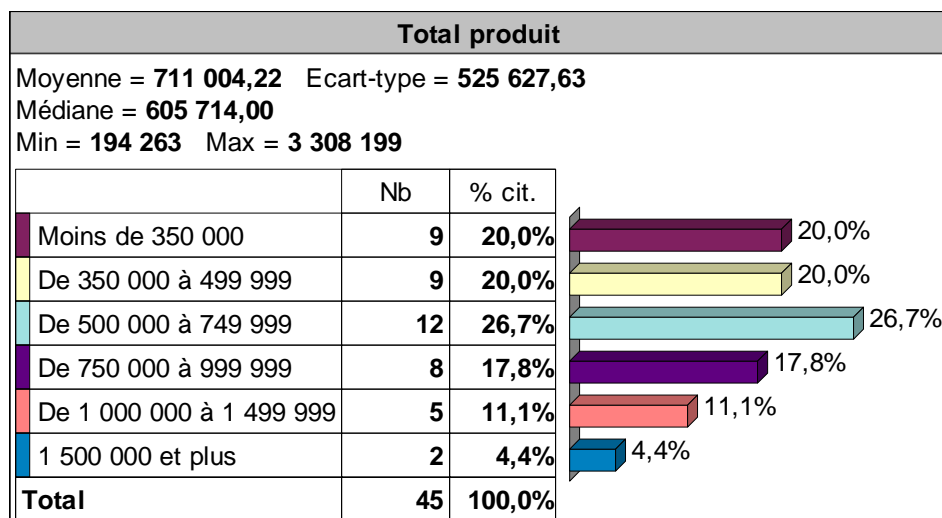 Total produit
Moyenne = 711 004,22 Ecart-type = 525 627,63
Médiane = 605 714,00
Min = 194 263 Max = 3 308 199
Nb % cit.
Moins de 350 000 9 20,0% 20,0%
De 350 000 à 499 999 9 20,0% 20,0%
De 500 000 à 749 999 12 26,7% 26,7%
De 750 000 à 999 999 8 17,8% 17,8%
De 1 000 000 à 1 499 999 5 11,1% 11,1%
1 500 000 et plus 2 4,4% 4,4%
Total 45 100,0%